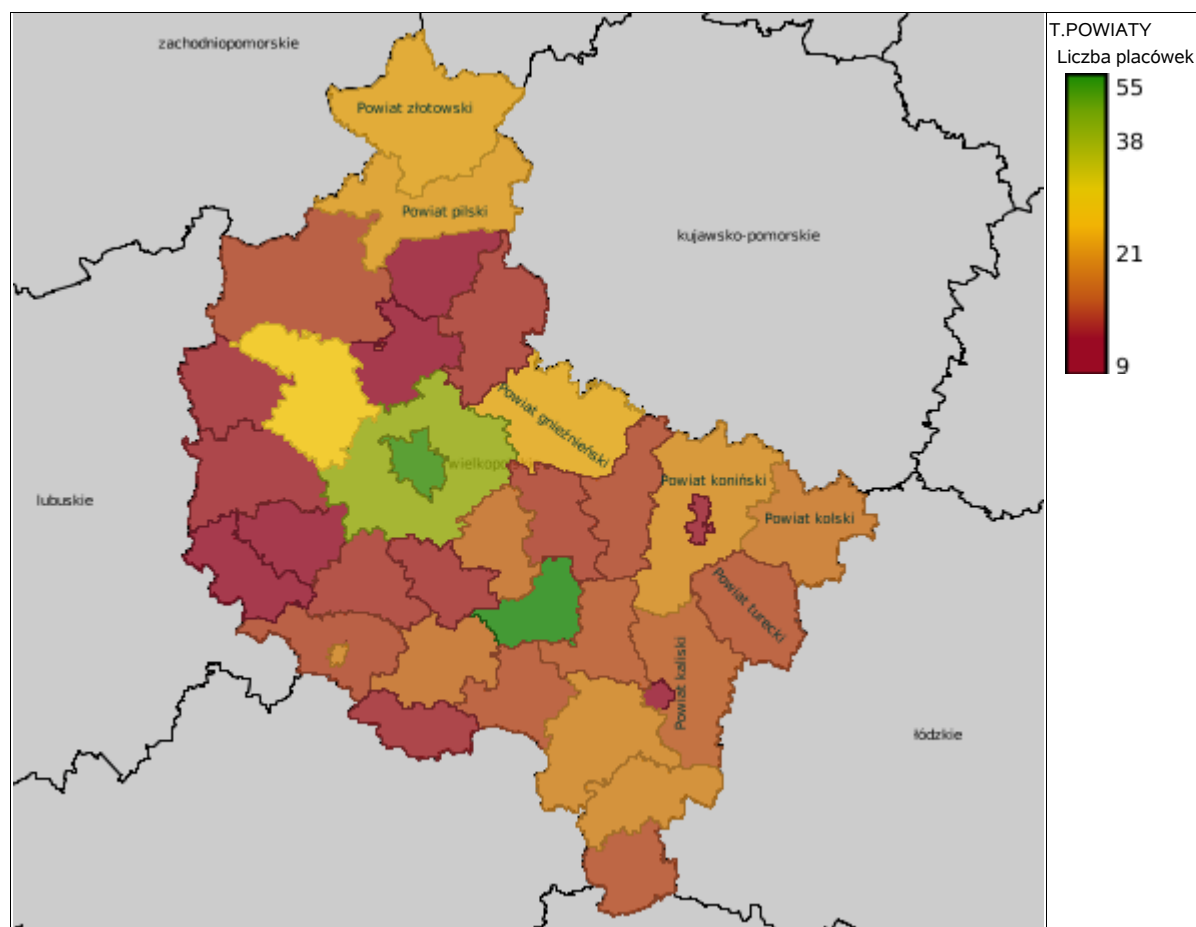 T.POWIATY
Liczba placówek
55
38
21
9
zachodniopomorskie
Powiat złotowski
Powiat pilski
kujawsko-pomorskie
Powiat gnieźnieński
wielkopolskie
Powiat koniński
lubuskie
Powiat kolski
Powiat turecki
Powiat kaliski
łódzkie